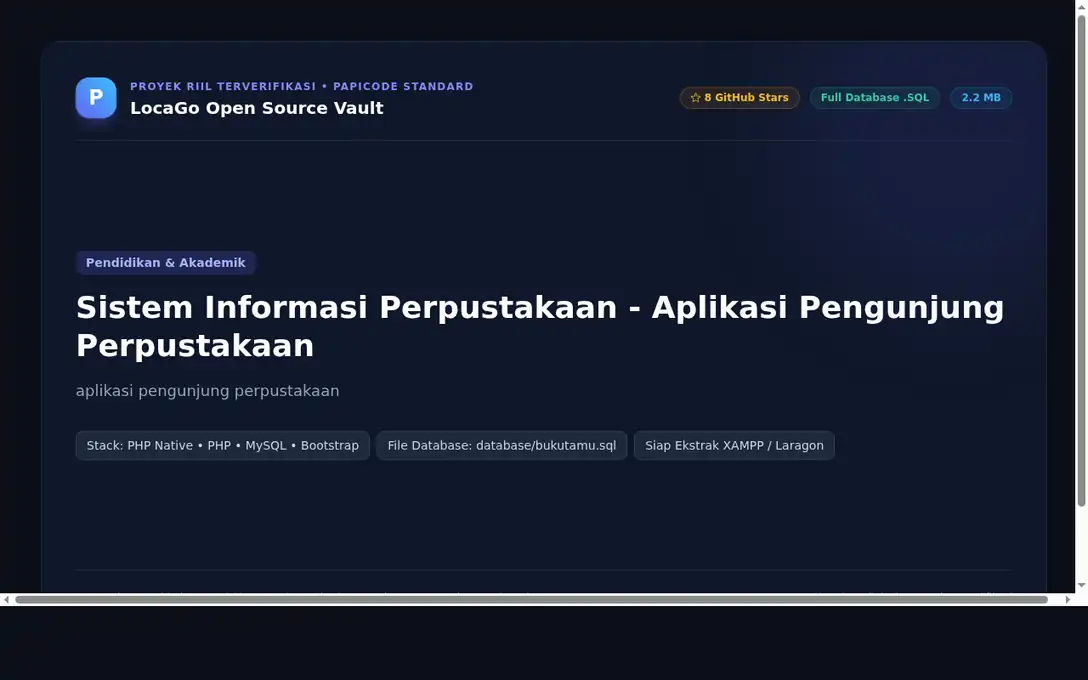 P
PROYEK RIIL TERVERIFIKASI • PAPICODE STANDARD
LocaGo Open Source Vault
☆ 8 GitHub Stars
Full Database .SQL
2.2 MB
Pendidikan & Akademik
Sistem Informasi Perpustakaan - Aplikasi Pengunjung
Perpustakaan
aplikasi pengunjung perpustakaan
Stack: PHP Native • PHP • MySQL • Bootstrap
File Database: database/bukutamu.sql
Siap Ekstrak XAMPP / Laragon